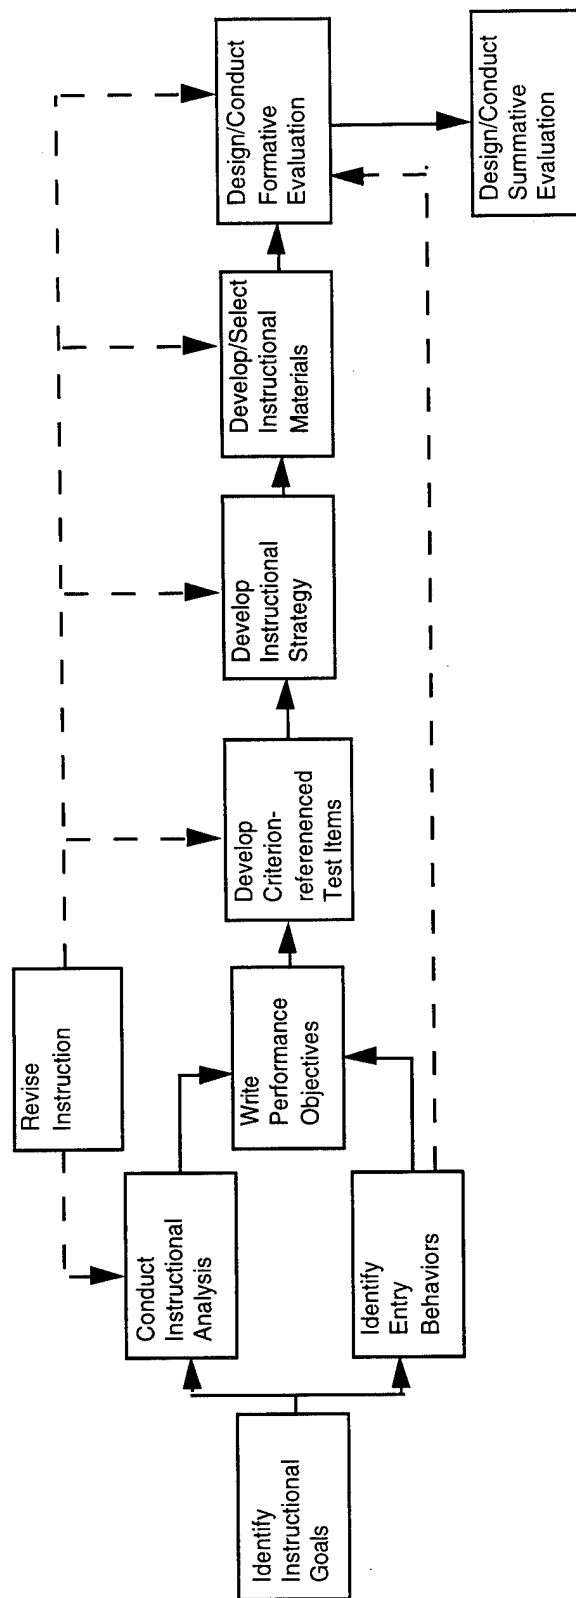 Identify
Instructional
Goals
Conduct
Instructional
Analysis
Identify
Entry
Behaviors
Revise
Instruction
Write
Performance
Objectives
Develop
Criterion-
referenenced
Test Items
Develop
Instructional
Strategy
Develop/Select
Instructional
Materials
Design/Conduct
Formative
Evaluation
Design/Conduct
Summative
Evaluation